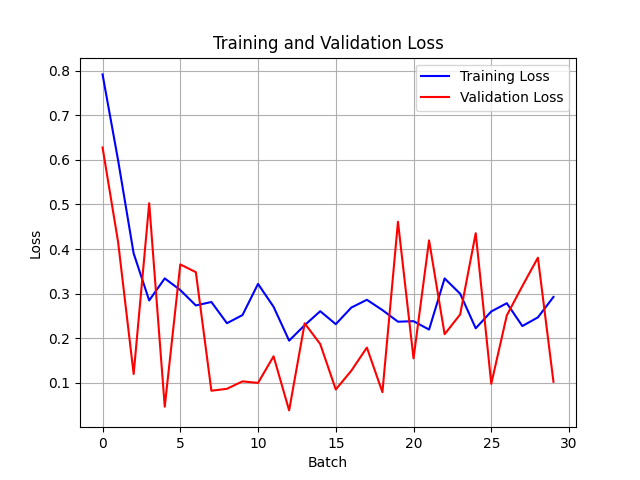 Training and Validation Loss
Training Loss
Validation Loss
0.8
0.7
0.6
0.5
0.4
0.3
0.2
0.1
Loss
0 5 10 15 20 25 30
Batch